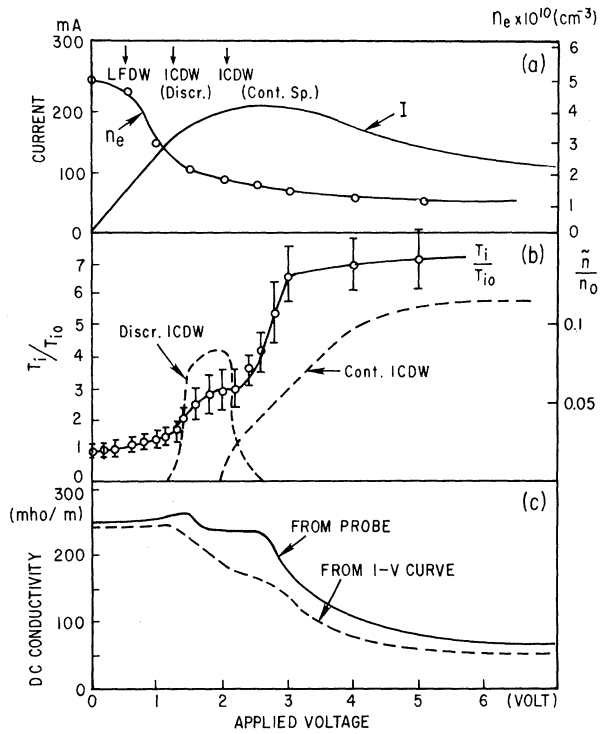 mA
n_e x10^10(cm^-3)
300
200
100
0
CURRENT
6
5
4
3
2
1
0
(a)
LFDW
ICDW
(Discr.)
ICDW
(Cont. Sp.)
n_e
I
(b)
7
6
5
4
3
2
1
0
T_i/T_io
T_i/T_io
ñ/n_0
0.1
0.05
Discr. ICDW
Cont. ICDW
(c)
300
(mho/m)
200
100
0
DC CONDUCTIVITY
FROM PROBE
FROM I-V CURVE
0 1 2 3 4 5 6 (VOLT)
APPLIED VOLTAGE